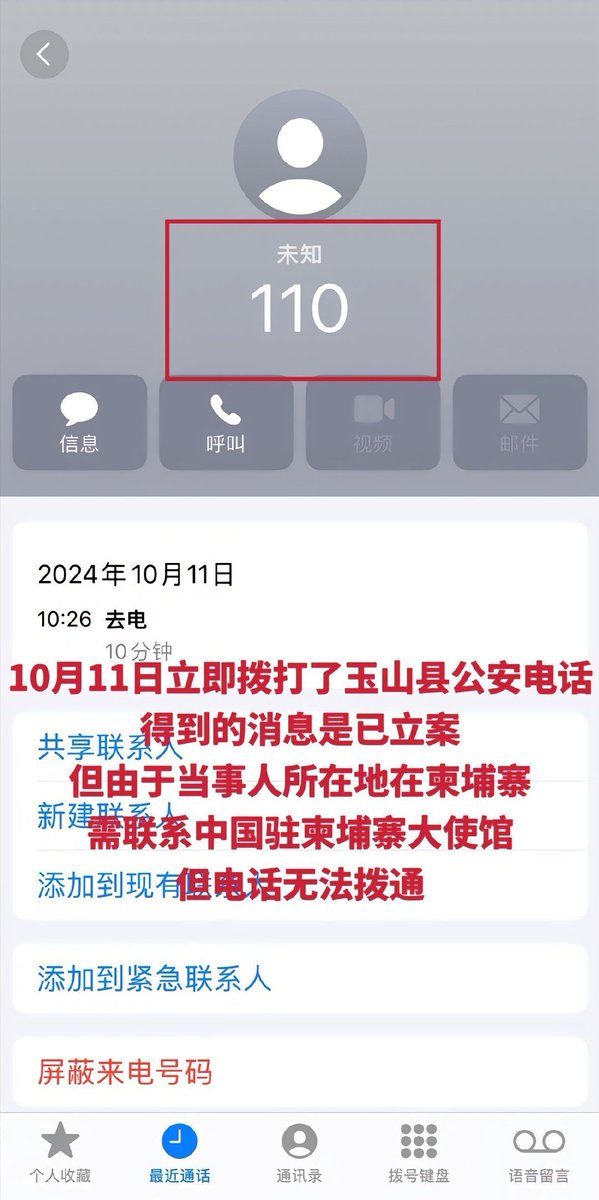 未知
110
信息
呼叫
视频
邮件
2024年10月11日
10:26 去电
10分钟
10月11日立即拨打了玉山县公安电话
得到的消息是已立案
共享联系人
但由于当事人所在地在柬埔寨
新建联系人
需联系中国驻柬埔寨大使馆
但电话无法拨通
添加到现有联系人
添加到紧急联系人
屏蔽来电号码
个人收藏
最近通话
通讯录
拨号键盘
语音留言